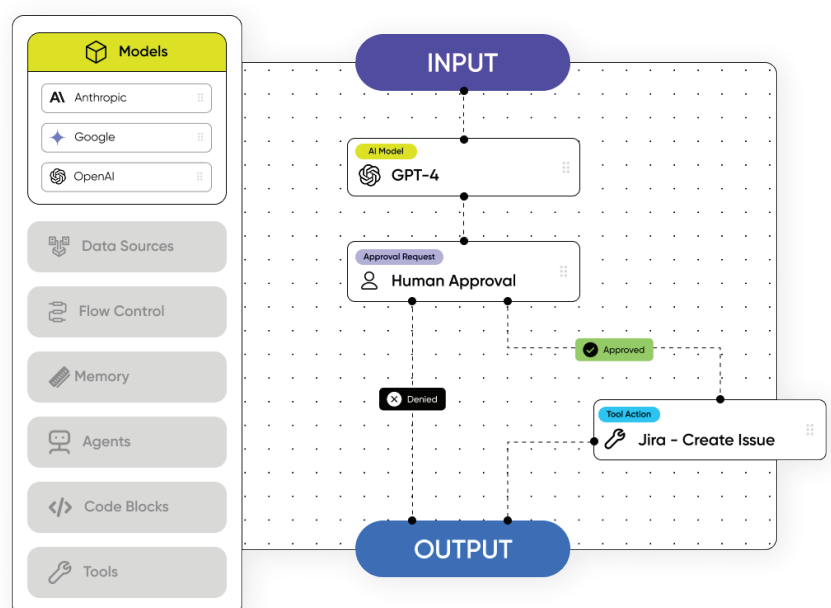 Models
Anthropic
Google
OpenAI
Data Sources
Flow Control
Memory
Agents
Code Blocks
Tools
INPUT
AI Model
GPT-4
Approval Request
Human Approval
Approved
Denied
Tool Action
Jira - Create Issue
OUTPUT